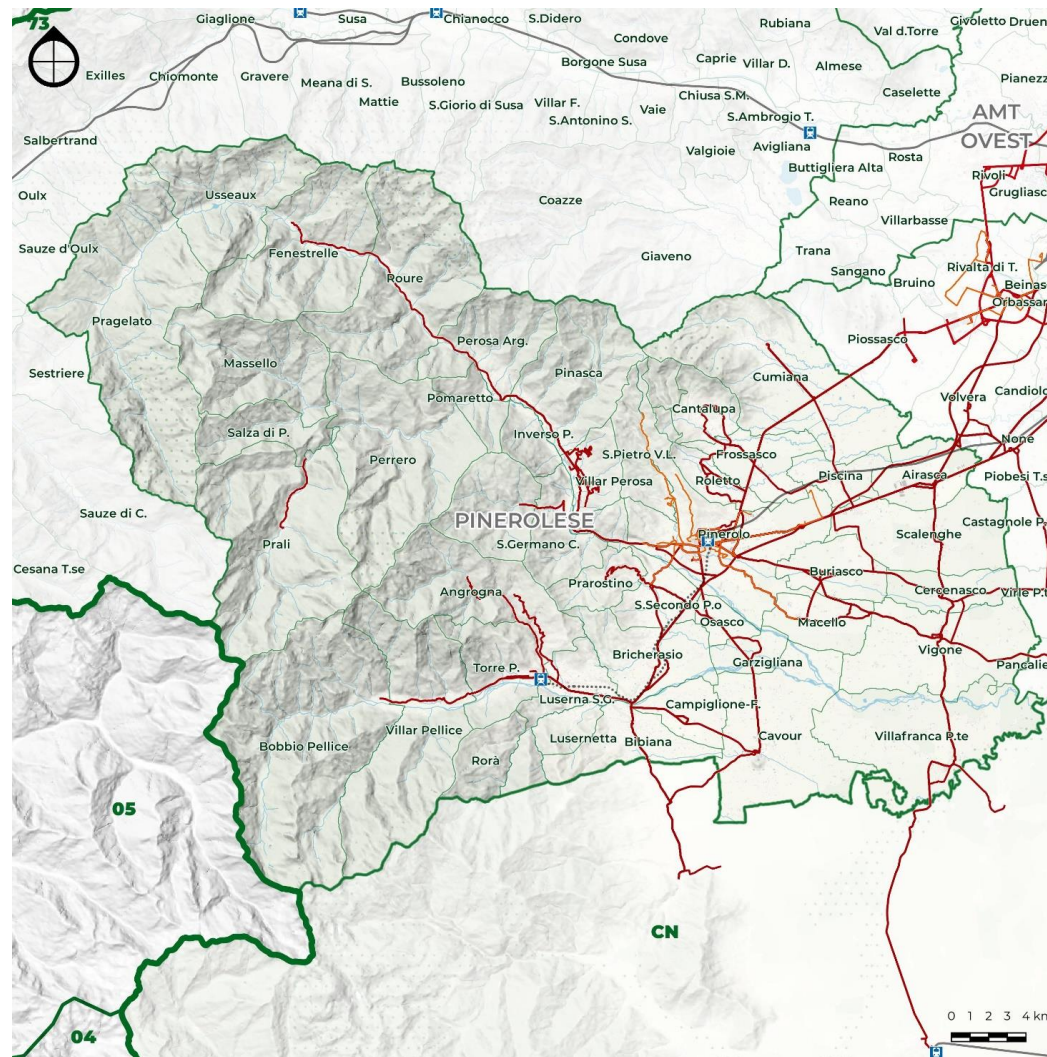 73
Giaglione
Susa
Chianocco
S.Didero
Rubiana
Givoletto
Druen
Condove
Val d.Torre
Exilles
Chiomonte
Gravere
Meana di S.
Bussoleno
Borgone Susa
Caprie
Villar D.
Almese
Pianezz
Mattie
S.Giorio di Susa
Villar F.
Vaie
Chiusa S.M.
Caselette
S.Antonino S.
S.Ambrogio T.
AMT
OVEST
Salbertrand
Valgioie
Avigliana
Rosta
Buttigliera Alta
Rivoli
Oulx
Usseaux
Coazze
Reano
Grugliasc
Villarbasse
Sauze d'Oulx
Fenestrelle
Giaveno
Trana
Sangano
Rivalta di T.
Roure
Bruino
Beinas
Orbassan
Pragelato
Perosa Arg.
Piossasco
Massello
Pinasca
Cumiana
Sestriere
Pomaretto
Candiolo
Volvera
Cantalupa
Salza di P.
Inverso P.
None
Perrero
S.Pietro V.L.
Frossasco
Villar Perosa
Roletto
Piscina
Airasca
Piobesi T.s
Sauze di C.
PINEROLESE
Castagnole P.
Prali
S.Germano C.
Pinerolo
Scalenghe
Cesana T.se
Buriasco
Angrogna
Prarostino
Cercenasco
Virle P.t
S.Secondo P.o
Osasco
Macello
Bricherasio
Vigone
Torre P.
Garzigliana
Pancalie
Luserna S.G.
Campiglione-F.
Villar Pellice
Bobbio Pellice
Lusernetta
Bibiana
Cavour
Villafranca P.te
Rorà
05
CN
0 1 2 3 4 km
04